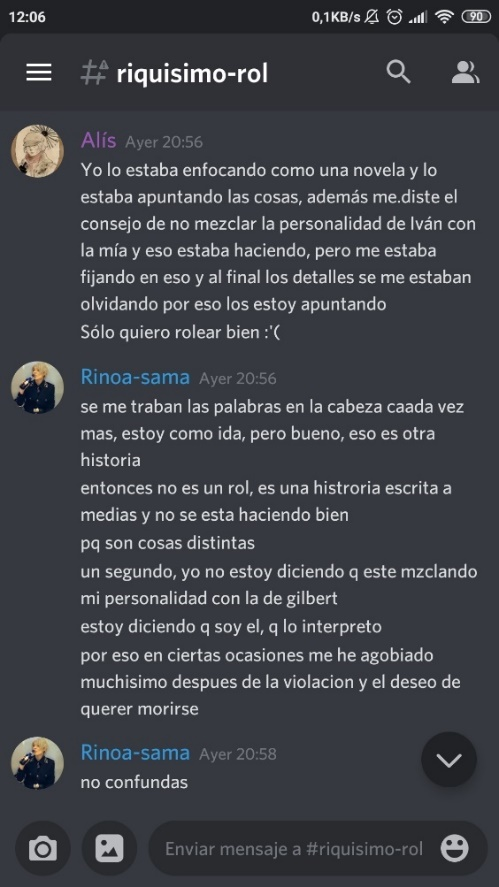 12:06
0,1KB/s
90
riquisimo-rol
Alís Ayer 20:56
Yo lo estaba enfocando como una novela y lo
estaba apuntando las cosas, además me.diste el
consejo de no mezclar la personalidad de Iván con
la mía y eso estaba haciendo, pero me estaba
fijando en eso y al final los detalles se me estaban
olvidando por eso los estoy apuntando
Sólo quiero rolear bien :'(
Rinoa-sama Ayer 20:56
se me traban las palabras en la cabeza caada vez
mas, estoy como ida, pero bueno, eso es otra
historia
entonces no es un rol, es una histroria escrita a
medias y no se esta haciendo bien
pq son cosas distintas
un segundo, yo no estoy diciendo q este mzclando
mi personalidad con la de gilbert
estoy diciendo q soy el, q lo interpreto
por eso en ciertas ocasiones me he agobiado
muchisimo despues de la violacion y el deseo de
querer morirse
Rinoa-sama Ayer 20:58
no confundas
Enviar mensaje a #riquisimo-rol